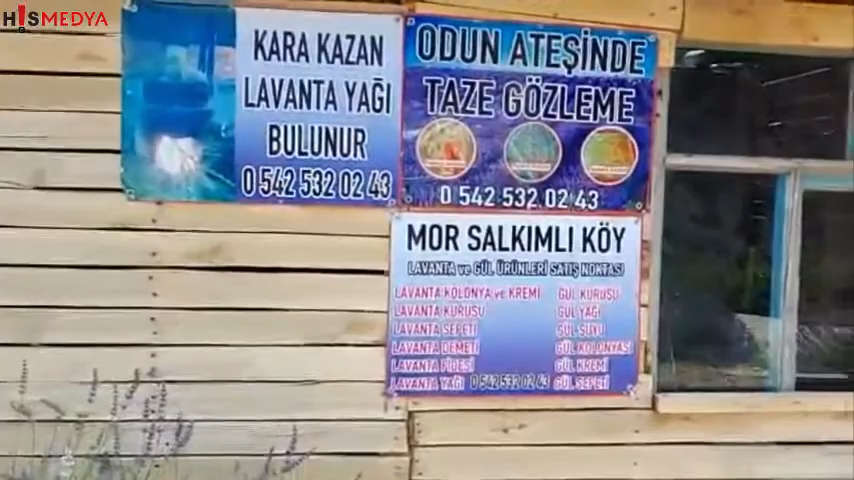 HİSMEDYA
KARA KAZAN
LAVANTA YAĞI
BULUNUR
0 542 532 02 43
ODUN ATEŞİNDE
TAZE GÖZLEME
0 542 532 02 43
MOR SALKIMLI KÖY
LAVANTA ve GÜL ÜRÜNLERİ SATIŞ NOKTASI
LAVANTA KOLONYA ve KREMİ
LAVANTA KURUSU
LAVANTA SEPETİ
LAVANTA DEMETİ
LAVANTA FİDESİ
LAVANTA YAĞI
GÜL KURUSU
GÜL YAĞI
GÜL SUYU
GÜL KOLONYASI
GÜL KREMİ
GÜL SEPETİ
0 542 532 02 43